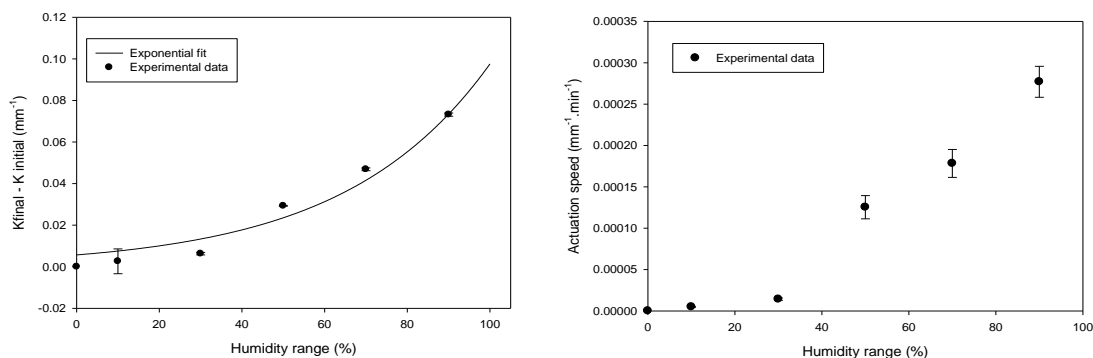 0.12
0.10
0.08
0.06
0.04
0.02
0.00
-0.02
Kfinal - K initial (mm⁻¹)
Exponential fit
Experimental data
0 20 40 60 80 100
Humidity range (%)
0.00035
0.00030
0.00025
0.00020
0.00015
0.00010
0.00005
0.00000
Actuation speed (mm⁻¹.min⁻¹)
Experimental data
0 20 40 60 80 100
Humidity range (%)